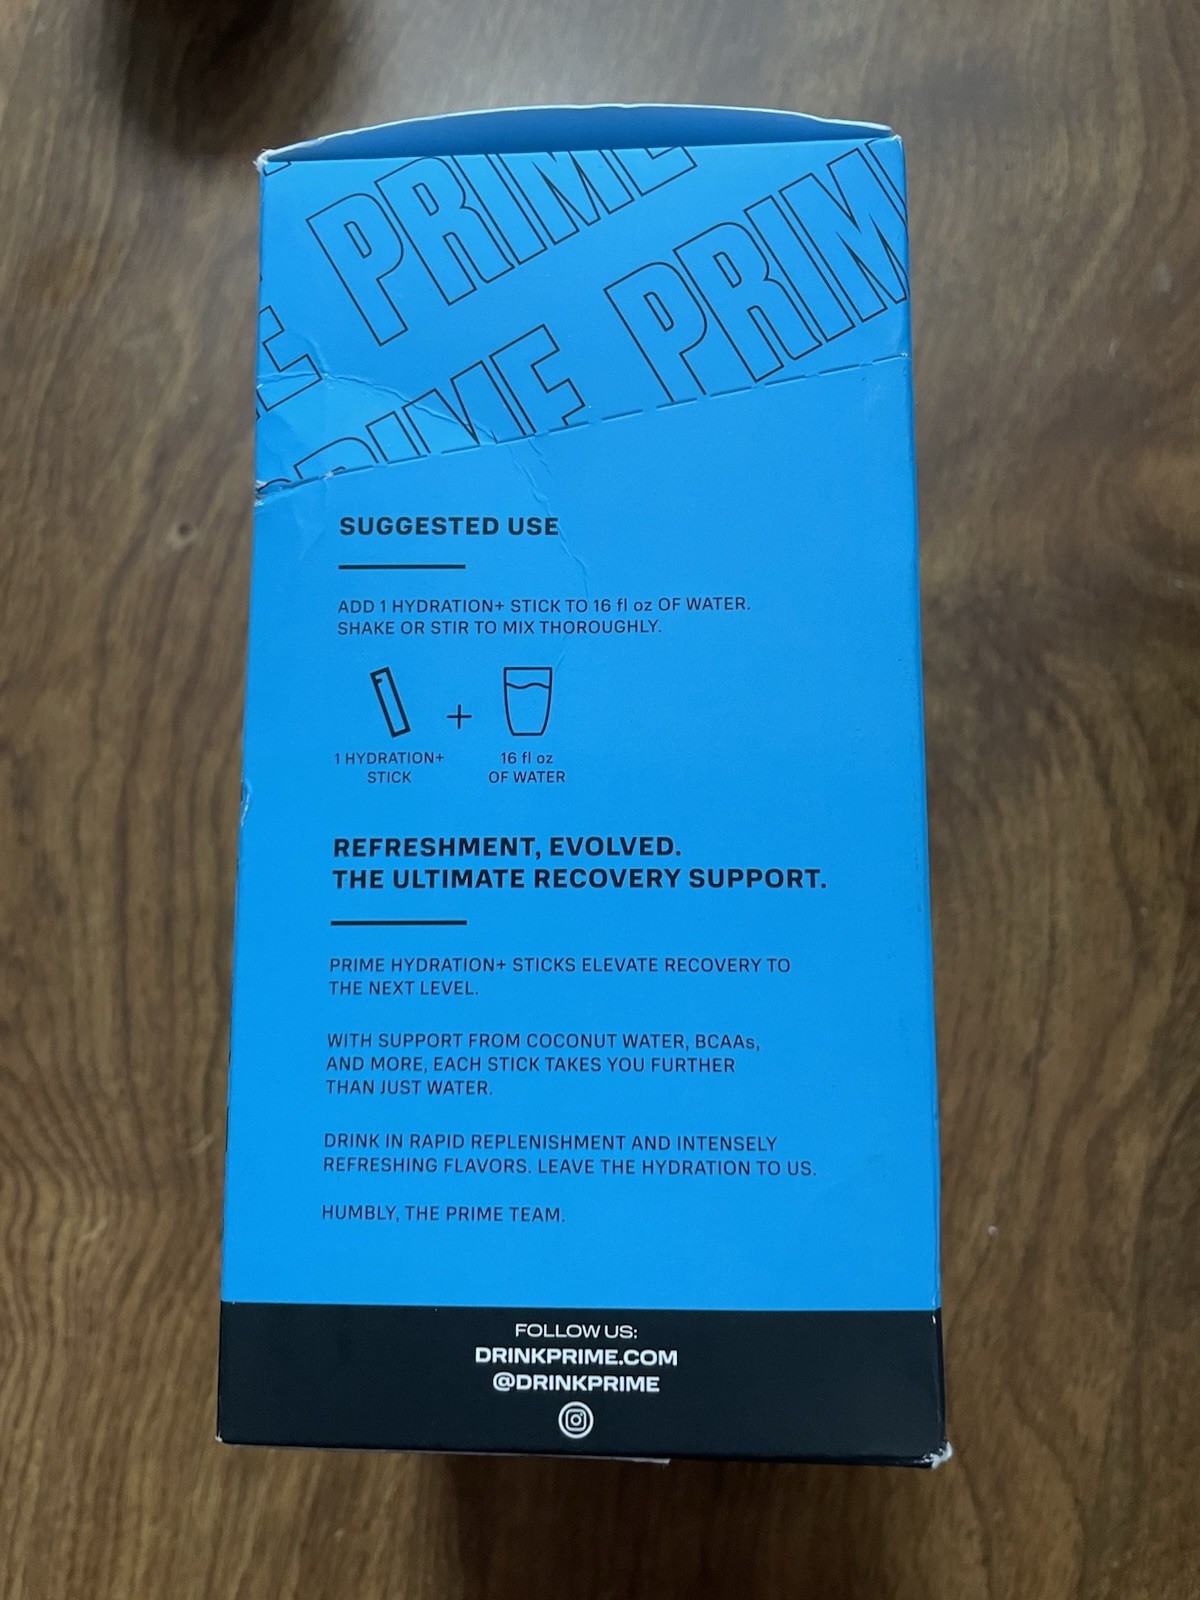 PRIME
E PRIM
PRIME
SUGGESTED USE
ADD 1 HYDRATION+ STICK TO 16 fl oz OF WATER.
SHAKE OR STIR TO MIX THOROUGHLY.
1 HYDRATION+
STICK
+
16 fl oz
OF WATER
REFRESHMENT, EVOLVED.
THE ULTIMATE RECOVERY SUPPORT.
PRIME HYDRATION+ STICKS ELEVATE RECOVERY TO
THE NEXT LEVEL.
WITH SUPPORT FROM COCONUT WATER, BCAAs,
AND MORE, EACH STICK TAKES YOU FURTHER
THAN JUST WATER.
DRINK IN RAPID REPLENISHMENT AND INTENSELY
REFRESHING FLAVORS. LEAVE THE HYDRATION TO US.
HUMBLY, THE PRIME TEAM.
FOLLOW US:
DRINKPRIME.COM
@DRINKPRIME